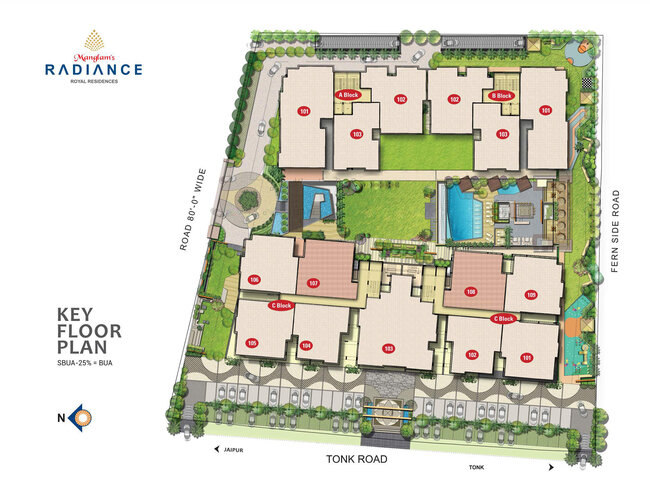 Manglam's
RADIANCE
ROYAL RESIDENCES
A Block
B Block
101
102
102
101
103
103
ROAD 80'-0" WIDE
FERN SIDE ROAD
106
107
108
109
C Block
C Block
105
104
103
102
101
KEY
FLOOR
PLAN
SBUA-25% = BUA
N
JAIPUR
TONK ROAD
TONK